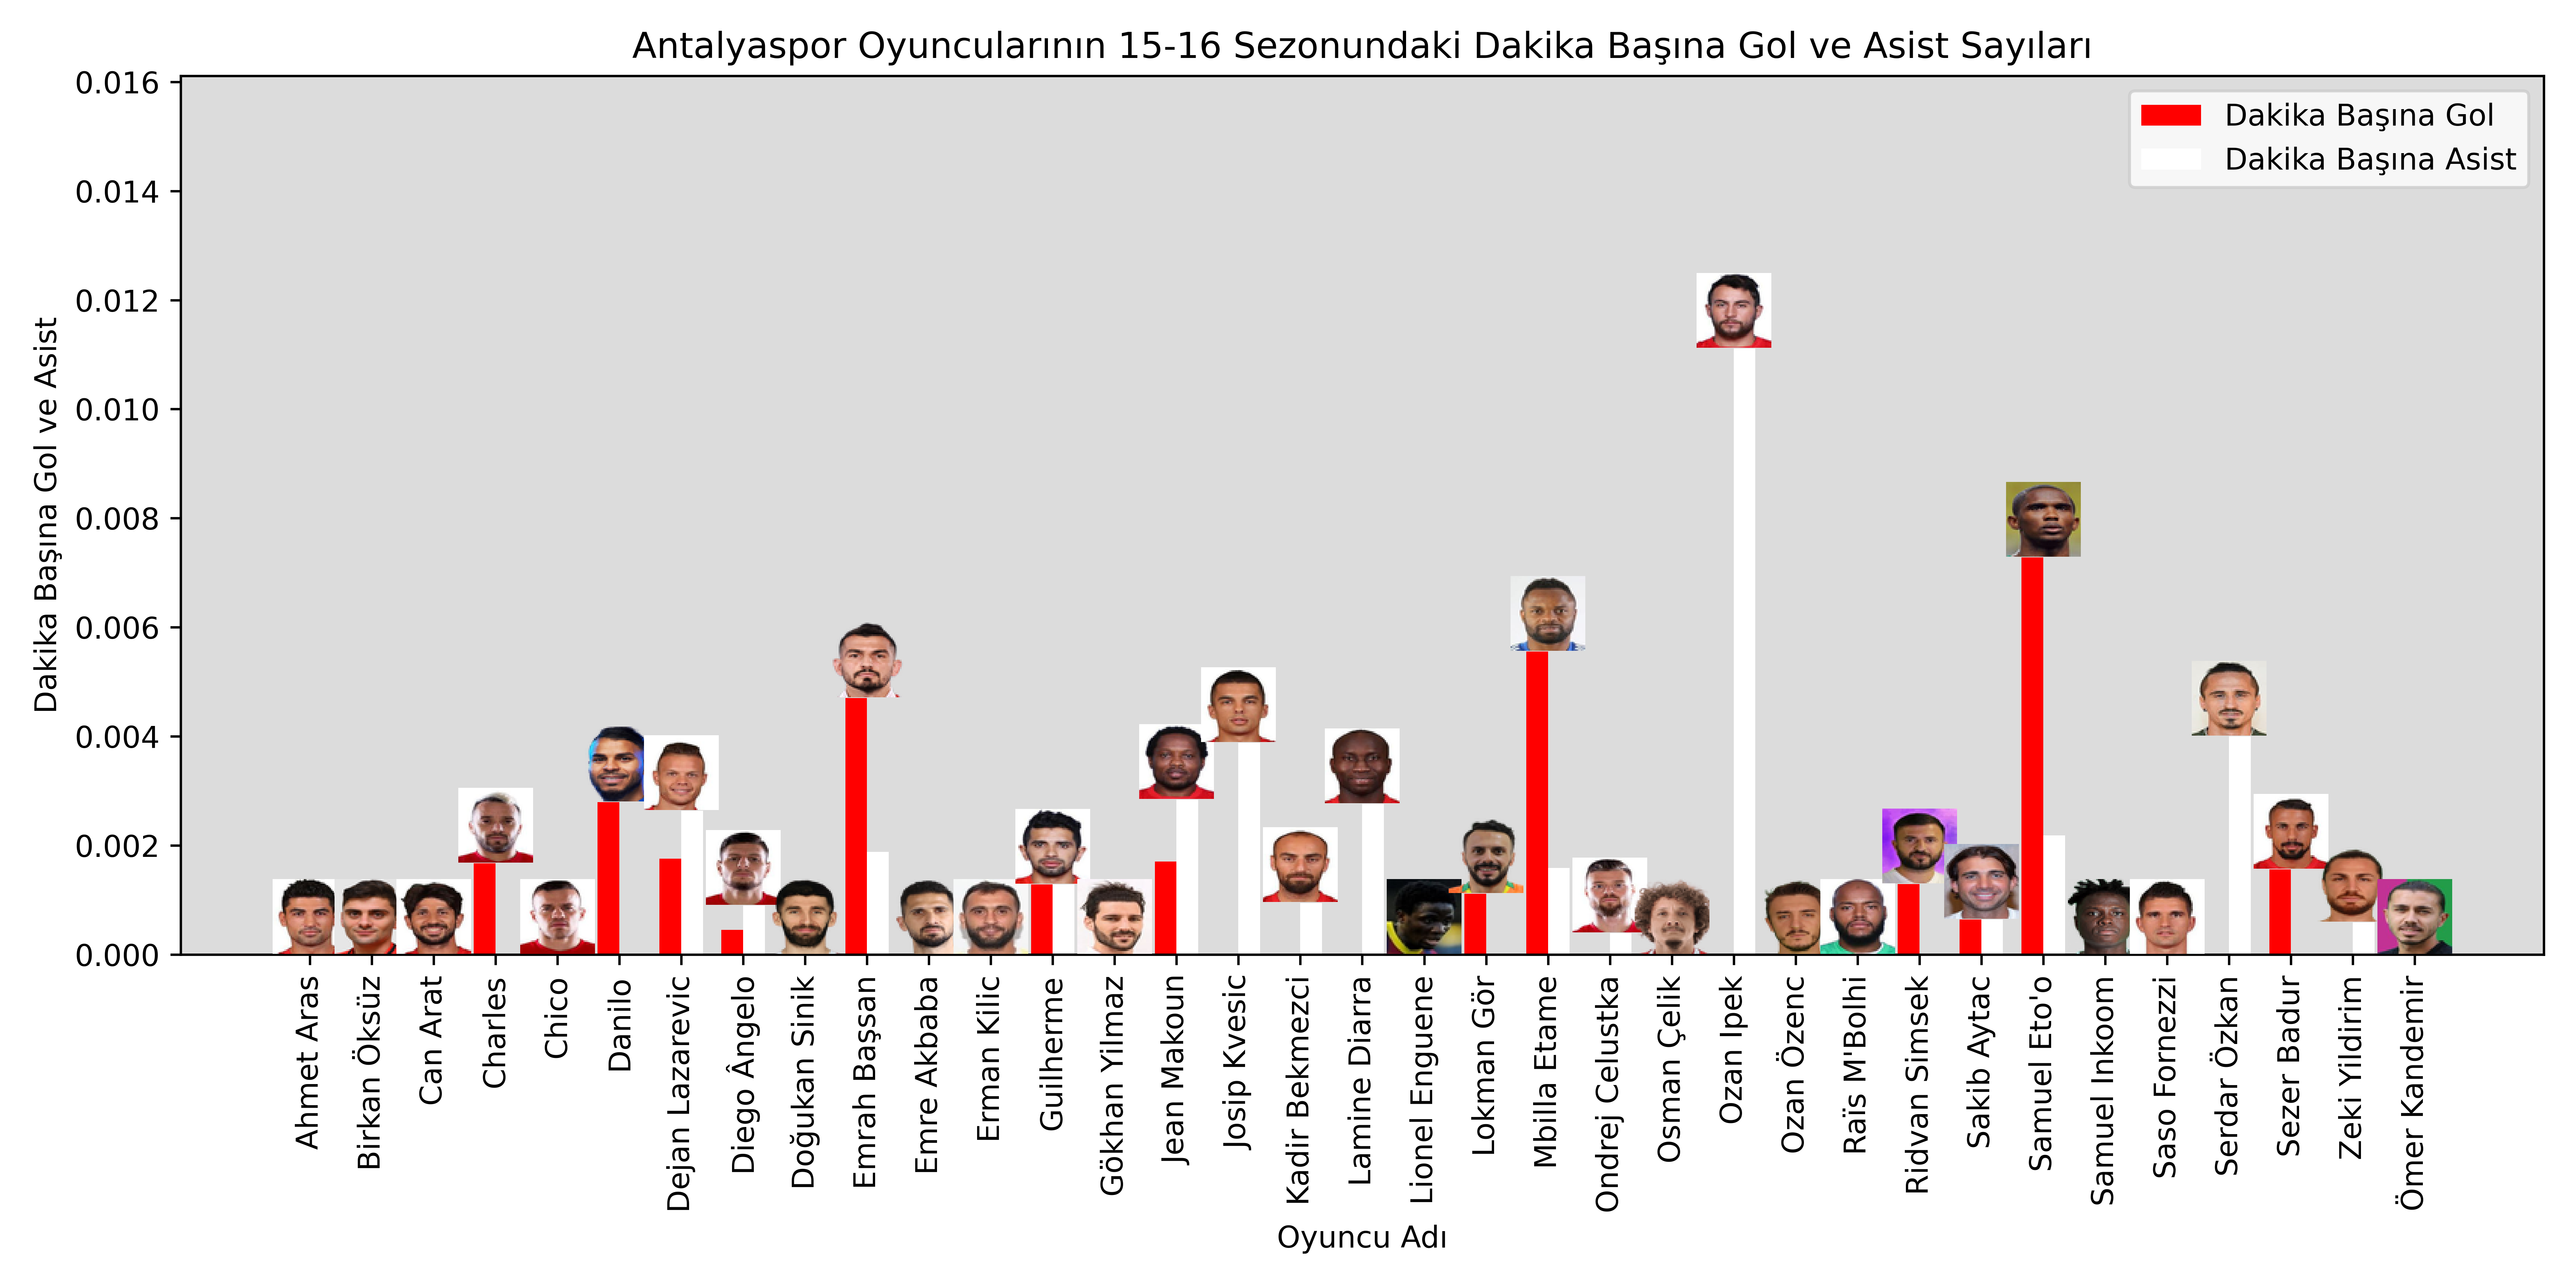 Antalyaspor Oyuncularının 15-16 Sezonundaki Dakika Başına Gol ve Asist Sayıları
Dakika Başına Gol
Dakika Başına Asist
Dakika Başına Gol ve Asist
0.016
0.014
0.012
0.010
0.008
0.006
0.004
0.002
0.000
Ahmet Aras
Birkan Öksüz
Can Arat
Charles
Chico
Danilo
Dejan Lazarevic
Diego Ângelo
Doğukan Sinik
Emrah Başsan
Emre Akbaba
Erman Kilic
Guilherme
Gökhan Yilmaz
Jean Makoun
Josip Kvesic
Kadir Bekmezci
Lamine Diarra
Lionel Enguene
Lokman Gör
Mbilla Etame
Ondrej Celustka
Osman Çelik
Ozan Ipek
Ozan Özenc
Raïs M'Bolhi
Ridvan Simsek
Sakib Aytac
Samuel Eto'o
Samuel Inkoom
Saso Fornezzi
Serdar Özkan
Sezer Badur
Zeki Yildirim
Ömer Kandemir
Oyuncu Adı